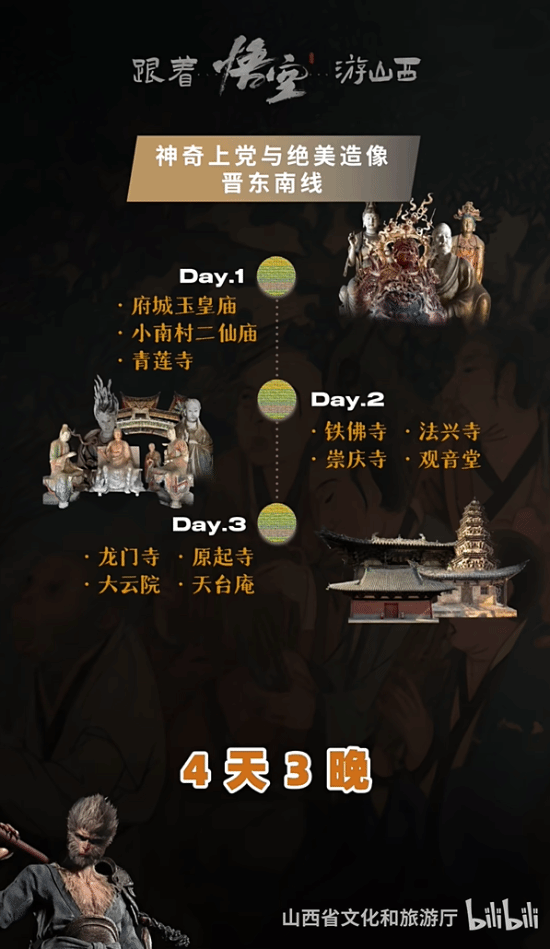 跟着悟空游山西
神奇上党与绝美造像
晋东南线
Day.1
·府城玉皇庙
·小南村二仙庙
·青莲寺
Day.2
·铁佛寺 ·法兴寺
·崇庆寺 ·观音堂
Day.3
·龙门寺 ·原起寺
·大云院 ·天台庵
4天3晚
山西省文化和旅游厅 bilibili